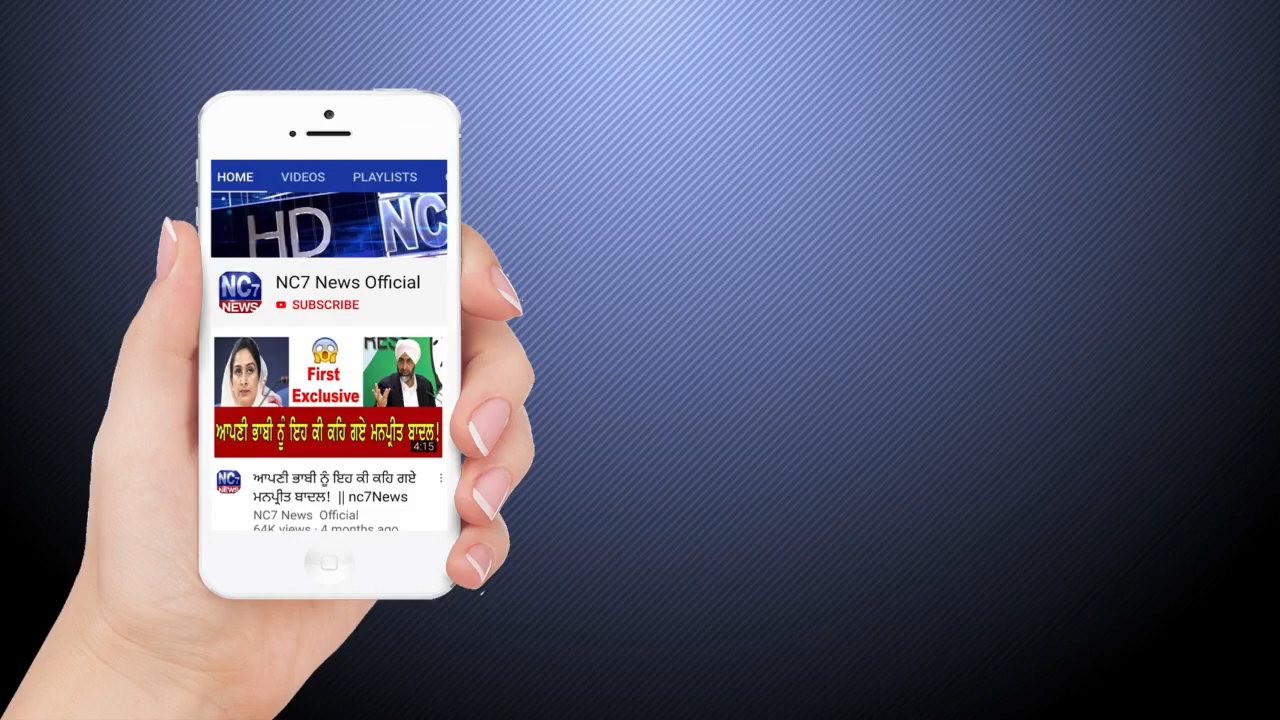 HOME VIDEOS PLAYLISTS
HD NC
NC7 NEWS
NC7 News Official
SUBSCRIBE
First
Exclusive
ਆਪਣੀ ਭਾਬੀ ਨੂੰ ਇਹ ਕੀ ਕਹਿ ਗਏ ਮਨਪ੍ਰੀਤ ਬਾਦਲ!
4:15
NC7 NEWS
ਆਪਣੀ ਭਾਬੀ ਨੂੰ ਇਹ ਕੀ ਕਹਿ ਗਏ
ਮਨਪ੍ਰੀਤ ਬਾਦਲ! || nc7News
NC7 News Official
64K views · 4 months ago